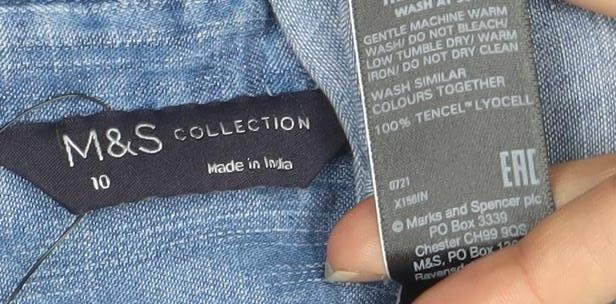 M&S COLLECTION
10
Made in India
WASH AT
GENTLE MACHINE WARM
WASH/ DO NOT BLEACH/
LOW TUMBLE DRY/ WARM
IRON/ DO NOT DRY CLEAN
WASH SIMILAR
COLOURS TOGETHER
100% TENCEL™ LYOCELL
EAC
0721
X156IN
© Marks and Spencer plc
PO Box 3339
Chester CH99 9QS
M&S, PO Box